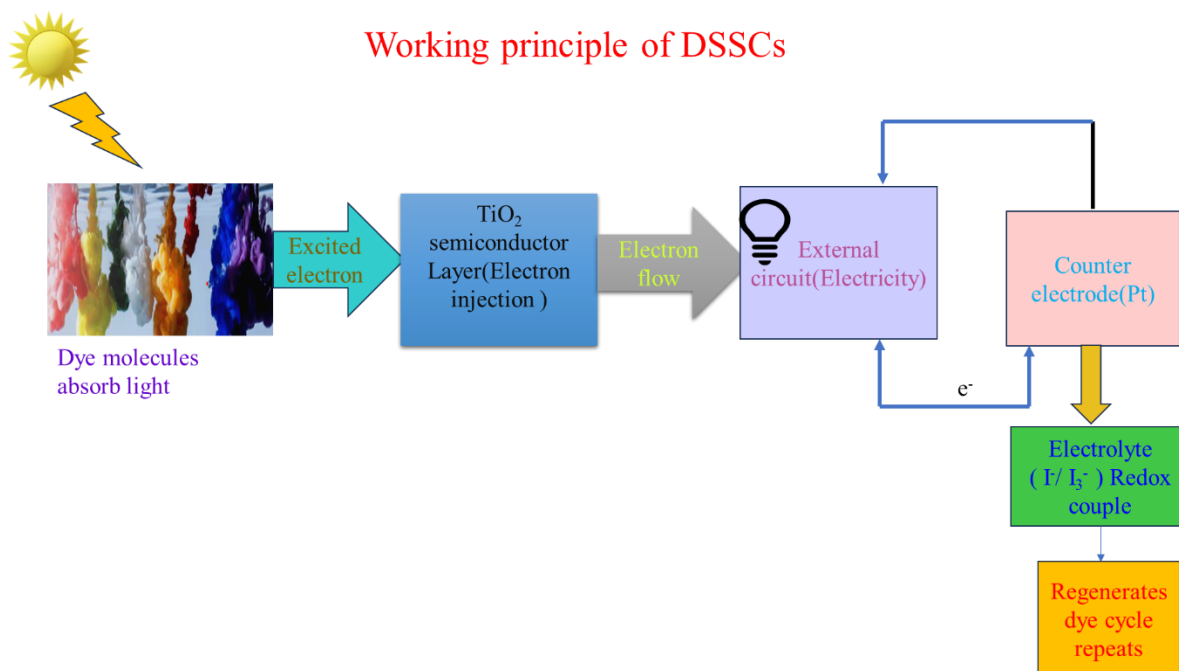 Working principle of DSSCs
Excited
electron
TiO₂
semiconductor
Layer(Electron
injection )
Electron
flow
External
circuit(Electricity)
Counter
electrode(Pt)
Dye molecules
absorb light
e⁻
Electrolyte
( I⁻/ I₃⁻ ) Redox
couple
Regenerates
dye cycle
repeats